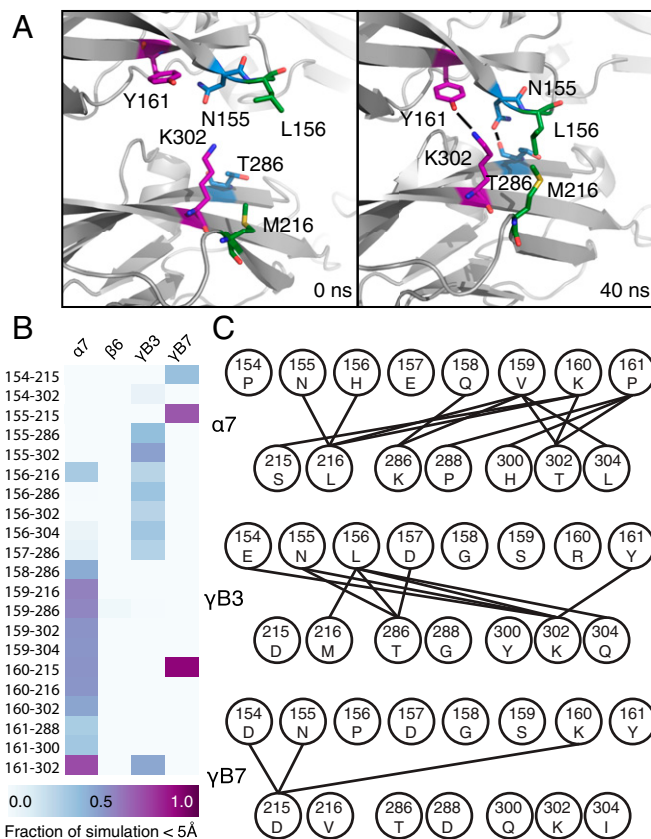 A
Y161
N155
L156
K302
T286
M216
0 ns
Y161
N155
L156
K302
T286
M216
40 ns
B
α7 β6 γB3 γB7
154-215
154-302
155-215
155-286
155-302
156-216
156-286
156-302
156-304
157-286
158-286
159-216
159-286
159-302
159-304
160-215
160-216
160-302
161-288
161-300
161-302
0.0 0.5 1.0
Fraction of simulation < 5Å
C
154 155 156 157 158 159 160 161
P N H E Q V K P
α7
215 216 286 288 300 302 304
S L K P H T L
154 155 156 157 158 159 160 161
E N L D G S R Y
γB3
215 216 286 288 300 302 304
D M T G Y K Q
154 155 156 157 158 159 160 161
D N P D G S K Y
γB7
215 216 286 288 300 302 304
D V T D Q K I